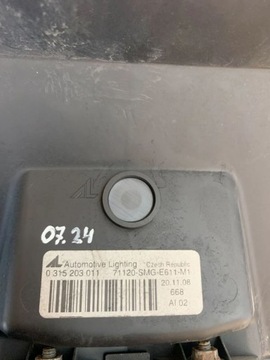 07.24
AL Automotive Lighting Czech Republic
0 315 203 011 71120-SMG-E611-M1
20.11.06
668
AI 02